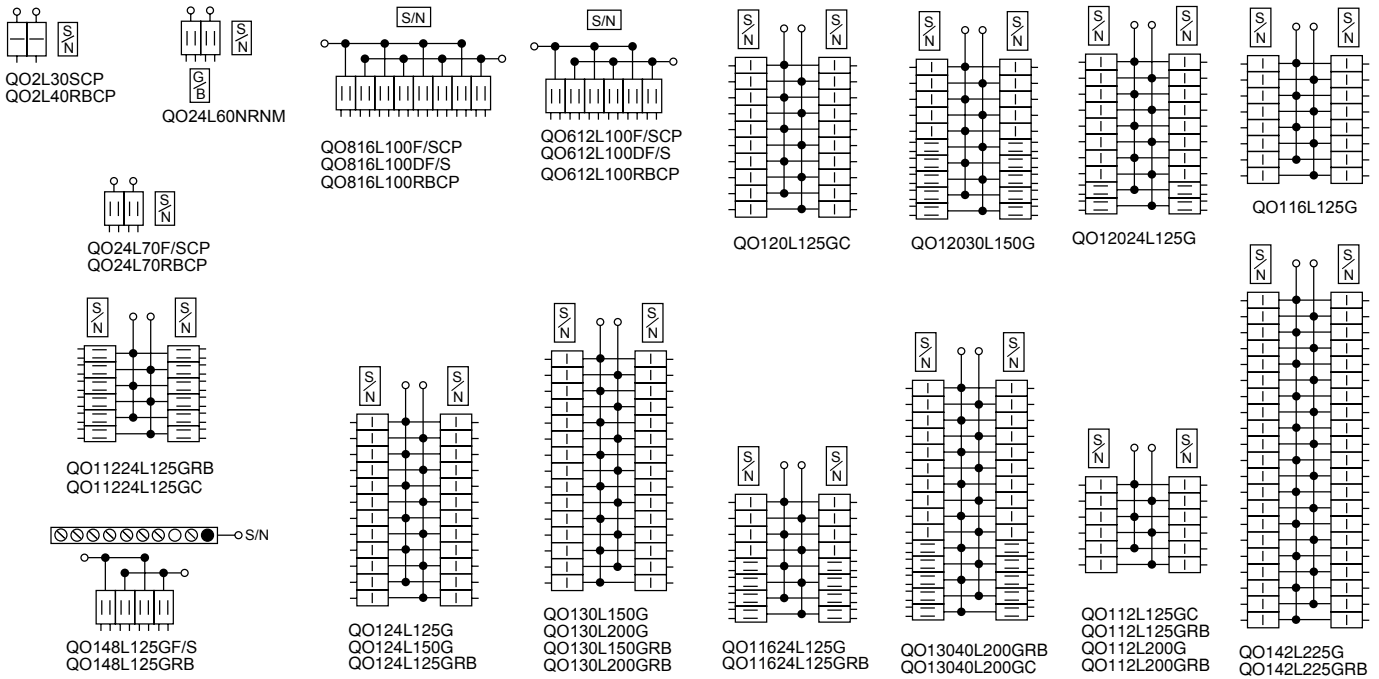 S/N
QO2L30SCP
QO2L40RBCP
S/N
G/B
QO24L60NRNM
S/N
QO816L100F/SCP
QO816L100DF/S
QO816L100RBCP
S/N
QO612L100F/SCP
QO612L100DF/S
QO612L100RBCP
S/N
S/N
QO120L125GC
S/N
S/N
QO12030L150G
S/N
S/N
QO12024L125G
S/N
S/N
QO116L125G
S/N
QO24L70F/SCP
QO24L70RBCP
S/N
S/N
QO11224L125GRB
QO11224L125GC
S/N
QO148L125GF/S
QO148L125GRB
S/N
S/N
QO124L125G
QO124L150G
QO124L125GRB
S/N
S/N
QO130L150G
QO130L200G
QO130L150GRB
QO130L200GRB
S/N
S/N
QO11624L125G
QO11624L125GRB
S/N
S/N
QO13040L200GRB
QO13040L200GC
S/N
S/N
QO112L125GC
QO112L125GRB
QO112L200G
QO112L200GRB
S/N
S/N
QO142L225G
QO142L225GRB